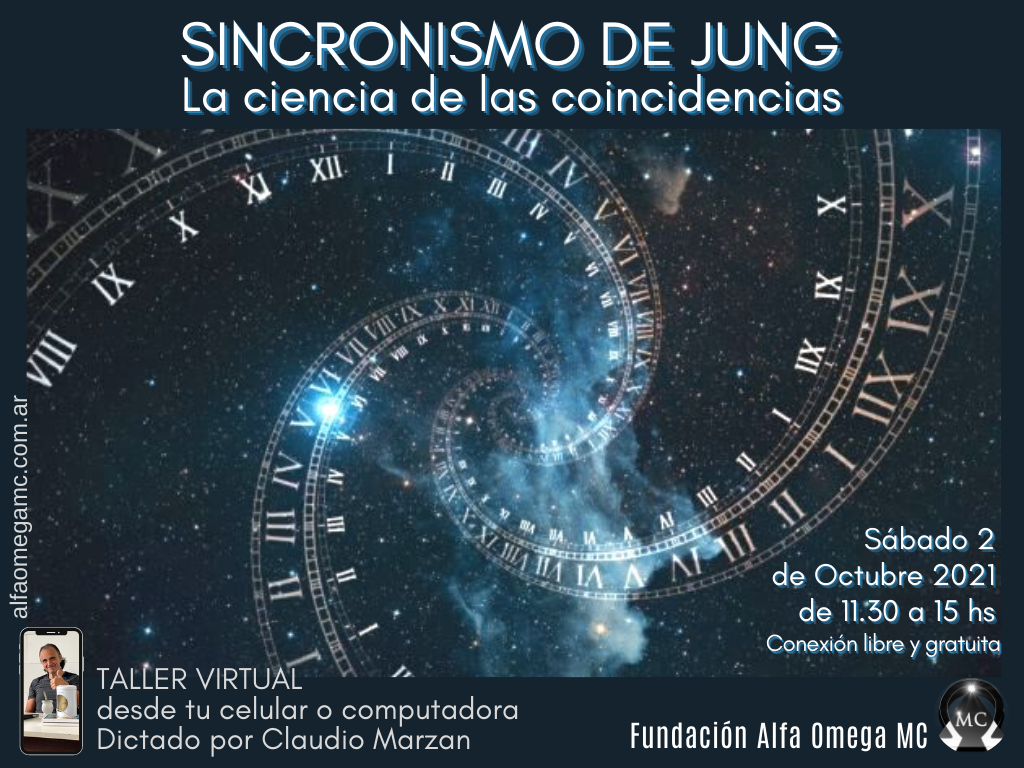 SINCRONISMO DE JUNG
La ciencia de las coincidencias
alfaomegamc.com.ar
Sábado 2
de Octubre 2021
de 11.30 a 15 hs
Conexión libre y gratuita
TALLER VIRTUAL
desde tu celular o computadora
Dictado por Claudio Marzan
Fundación Alfa Omega MC
MC